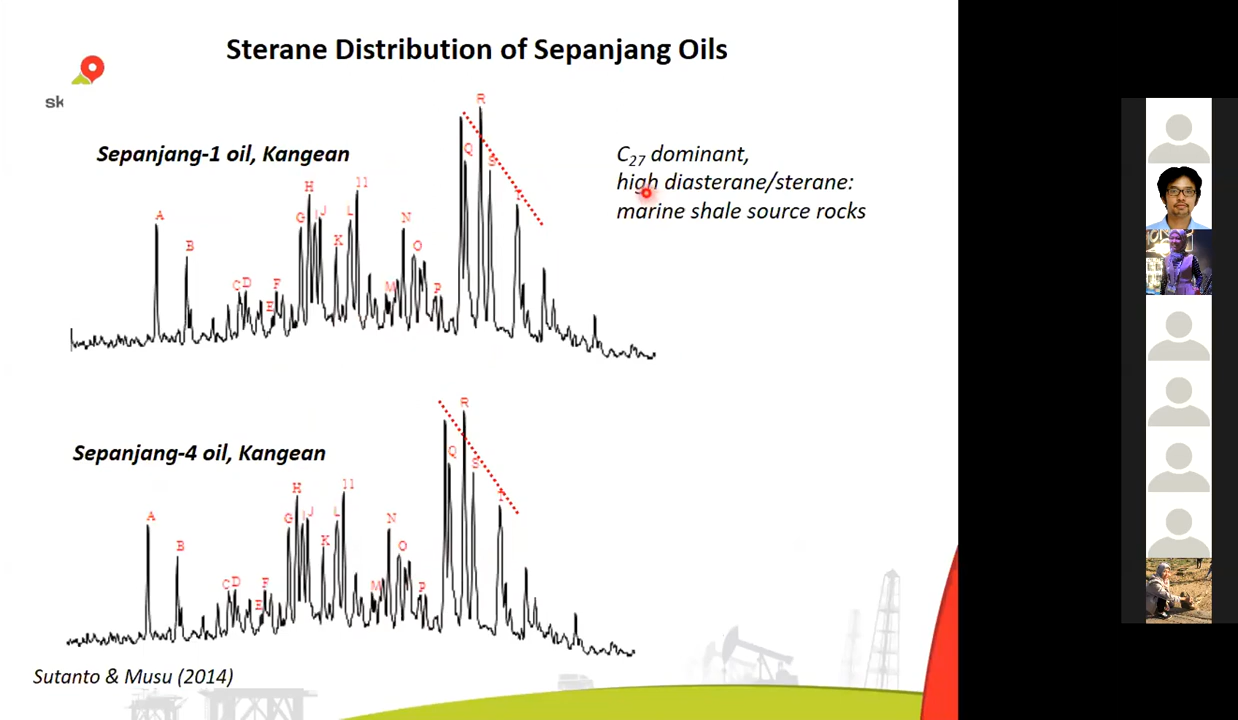 Sterane Distribution of Sepanjang Oils
sk
Sepanjang-1 oil, Kangean
C27 dominant,
high diasterane/sterane:
marine shale source rocks
A B C D E F G H I J K L 11 M N O P Q R S T
Sepanjang-4 oil, Kangean
A B C D E F G H I J K L 11 M N O P Q R S T
Sutanto & Musu (2014)